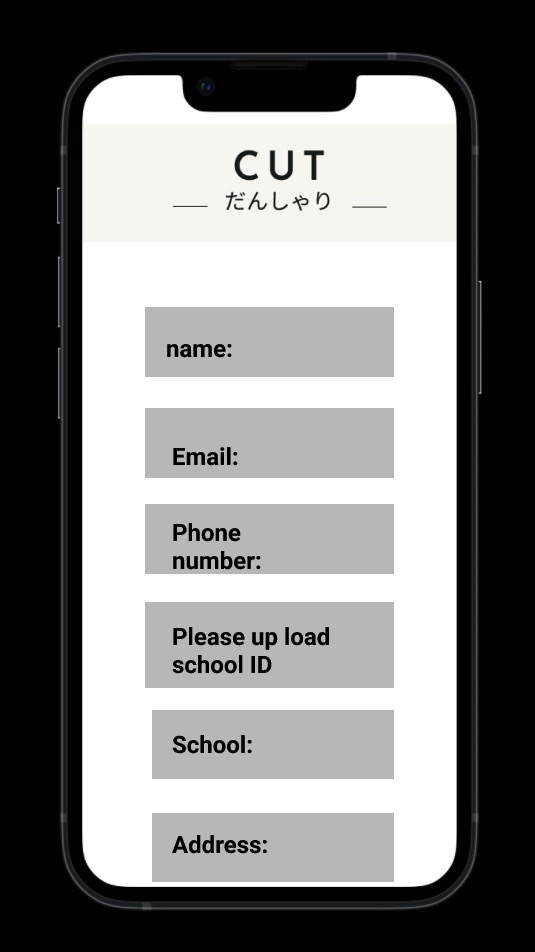 CUT
だんしゃり
name:
Email:
Phone
number:
Please up load
school ID
School:
Address: